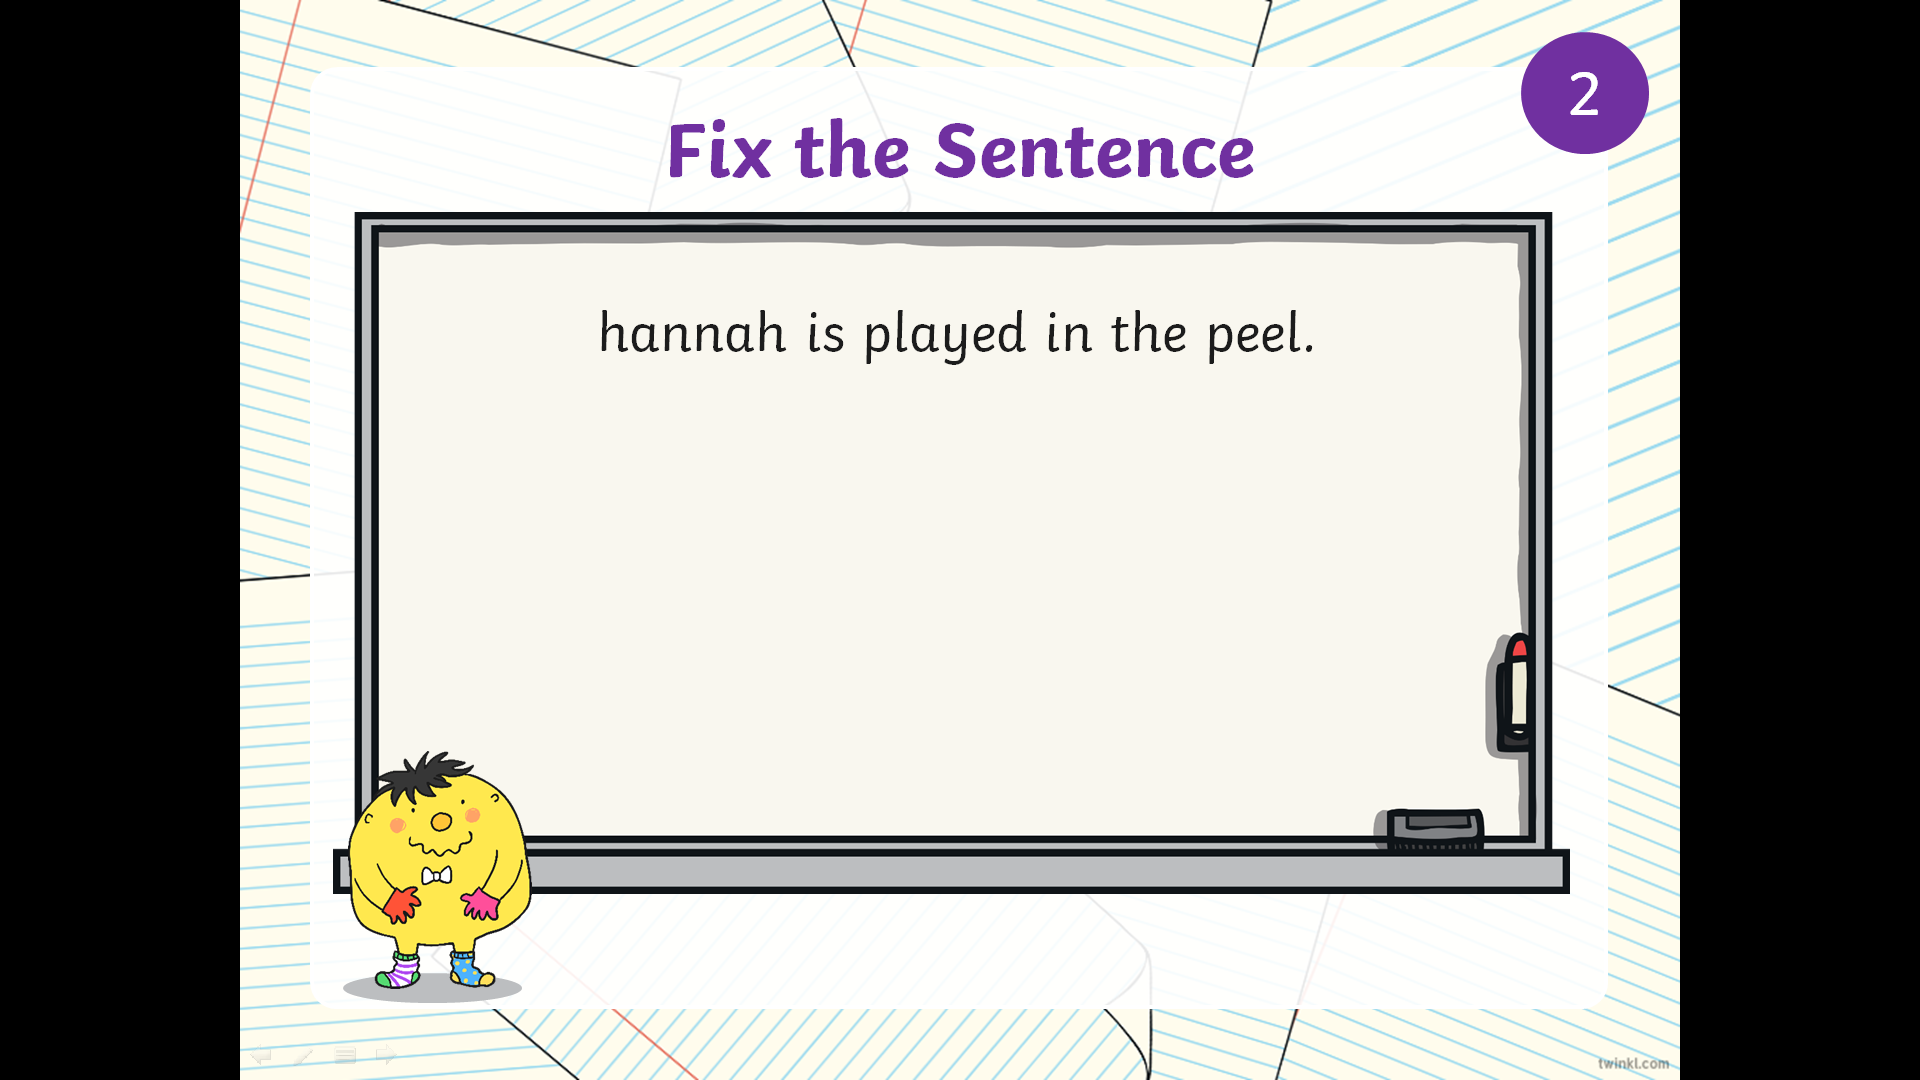 2
Fix the Sentence
hannah is played in the peel.
twinkl.com